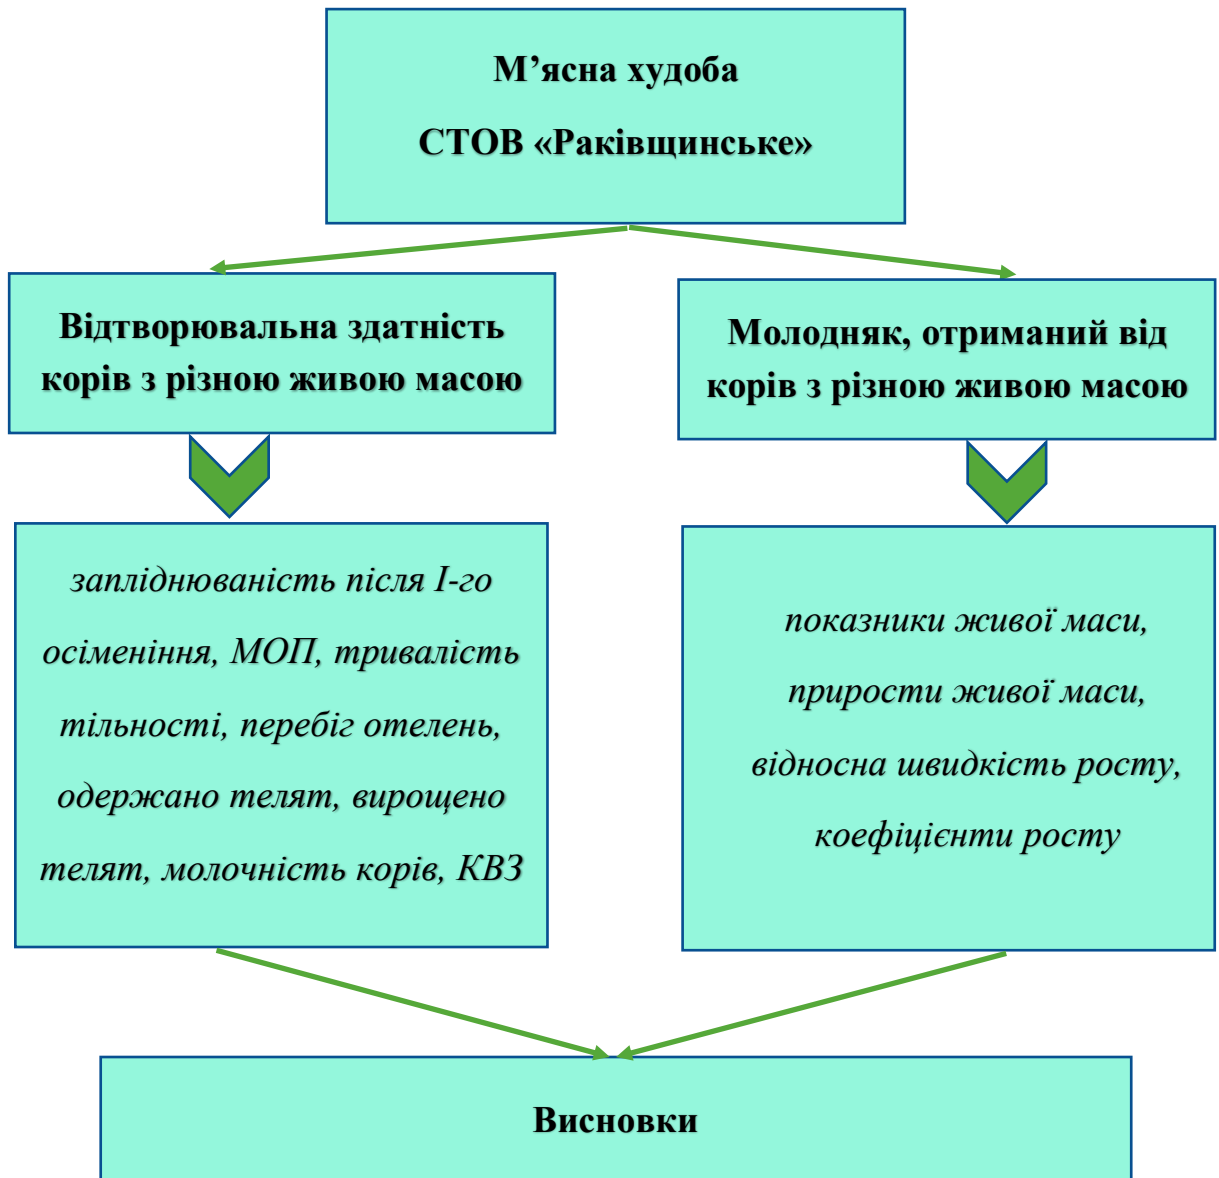 М’ясна худоба
СТОВ «Раківщинське»
Відтворювальна здатність
корів з різною живою масою
Молодняк, отриманий від
корів з різною живою масою
запліднюваність після І-го
осіменіння, МОП, тривалість
тільності, перебіг отелень,
одержано телят, вирощено
телят, молочність корів, КВЗ
показники живої маси,
прирости живої маси,
відносна швидкість росту,
коефіцієнти росту
Висновки